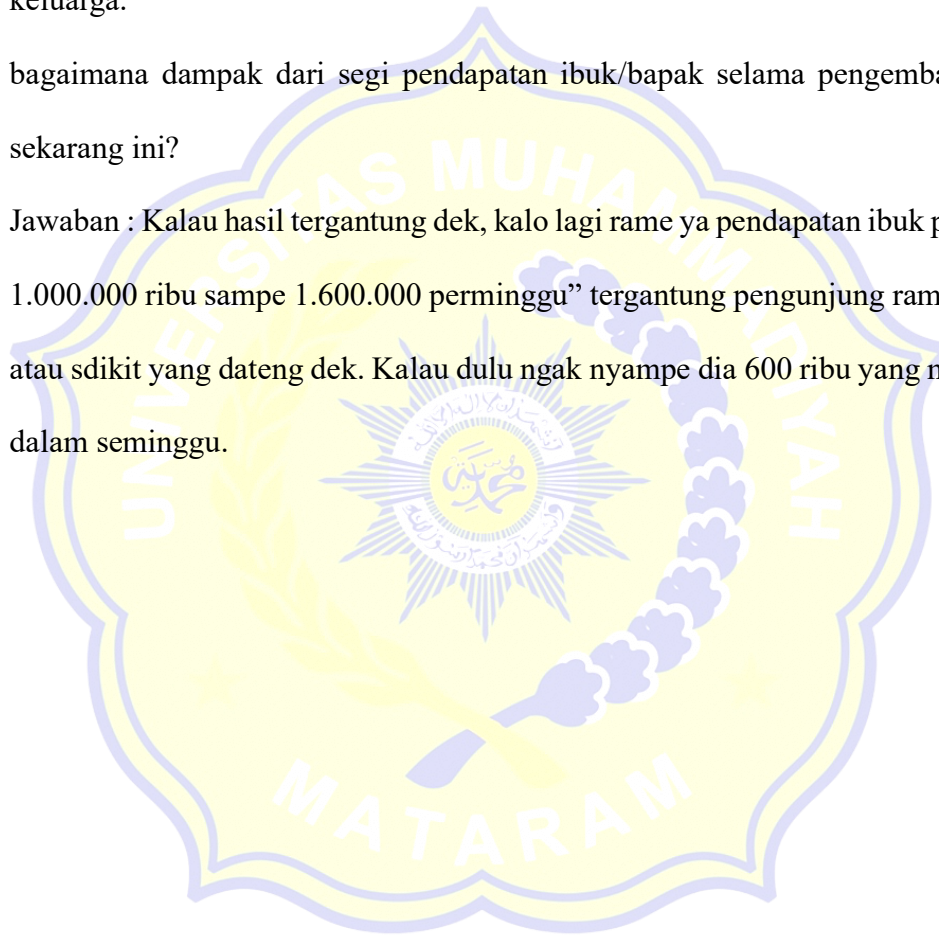 keluarga.
bagaimana dampak dari segi pendapatan ibuk/bapak selama
sekarang ini?
Jawaban : Kalau hasil tergantung dek, kalo lagi rame ya pendapatan ibuk
1.000.000 ribu sampe 1.600.000 perminggu” tergantung pengunjung
atau sdikit yang dateng dek. Kalau dulu ngak nyampe dia 600 ribu yang
dalam seminggu.
UNIVERSITAS MUHAMMADIYAH
MATARAM